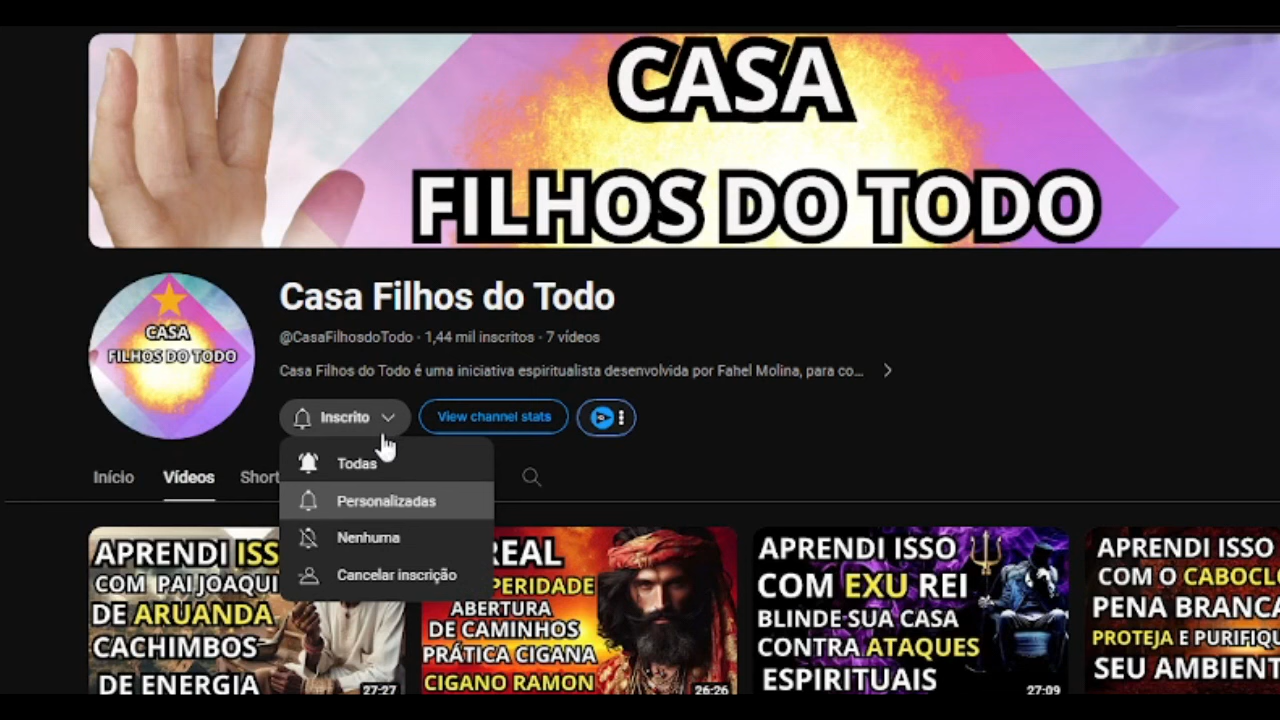 CASA
FILHOS DO TODO
CASA
FILHOS DO TODO
Casa Filhos do Todo
@CasaFilhosdoTodo · 1,44 mil inscritos · 7 vídeos
Casa Filhos do Todo é uma iniciativa espiritualista desenvolvida por Fahel Molina, para co...
Inscrito
View channel stats
Todas
Personalizadas
Nenhuma
Cancelar inscrição
Início
Vídeos
Short
APRENDI ISS
COM PAI JOAQUI
DE ARUANDA
CACHIMBOS
DE ENERGIA
27:27
REAL
PERIDADE
ABERTURA
DE CAMINHOS
PRÁTICA CIGANA
CIGANO RAMON
26:26
APRENDI ISSO
COM EXU REI
BLINDE SUA CASA
CONTRA ATAQUES
ESPIRITUAIS
27:09
APRENDI ISSO
COM O CABOCLO
PENA BRANCA
PROTEJA E PURIFIQU
SEU AMBIENT